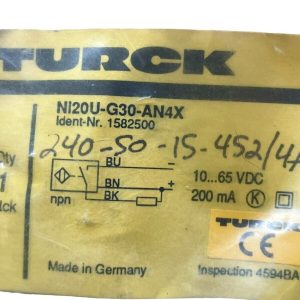 TURCK
NI20U-G30-AN4X
Ident-Nr. 1582500
240-50-15-452/4
Qty
1
BU
BN
BK
npn
10...65 VDC
200 mA K
TURCK
CE
Made in Germany
Inspection 4594BA